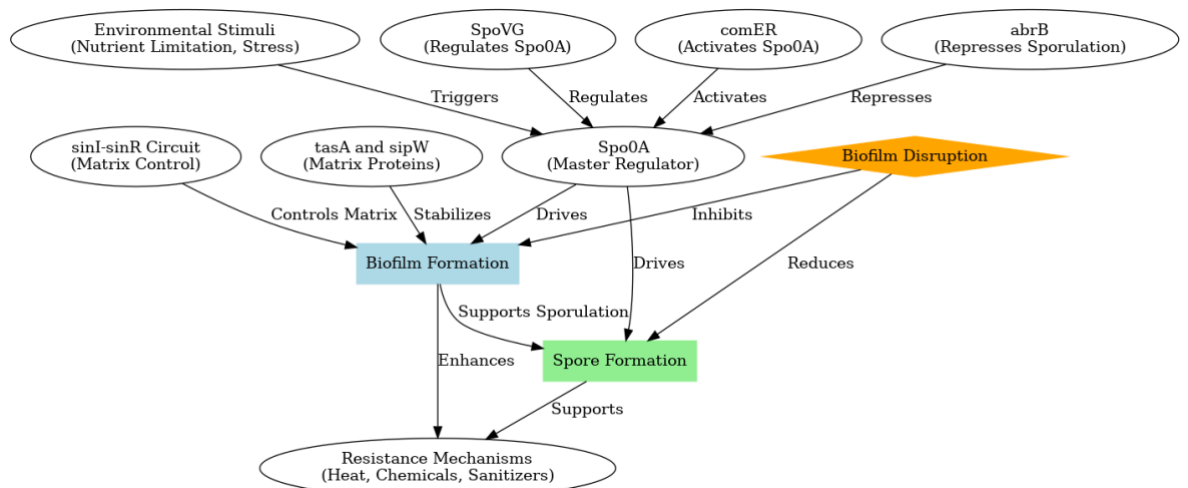 Environmental Stimuli
(Nutrient Limitation, Stress)
SpoVG
(Regulates Spo0A)
comER
(Activates Spo0A)
abrB
(Represses Sporulation)
Triggers
Regulates
Activates
Represses
sinI-sinR Circuit
(Matrix Control)
tasA and sipW
(Matrix Proteins)
Spo0A
(Master Regulator)
Biofilm Disruption
Controls Matrix
Stabilizes
Drives
Inhibits
Biofilm Formation
Drives
Reduces
Supports Sporulation
Enhances
Spore Formation
Supports
Resistance Mechanisms
(Heat, Chemicals, Sanitizers)